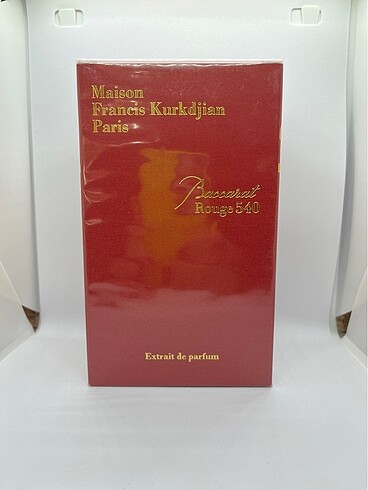 Maison
Francis Kurkdjian
Paris
Baccarat
Rouge 540
Extrait de parfum